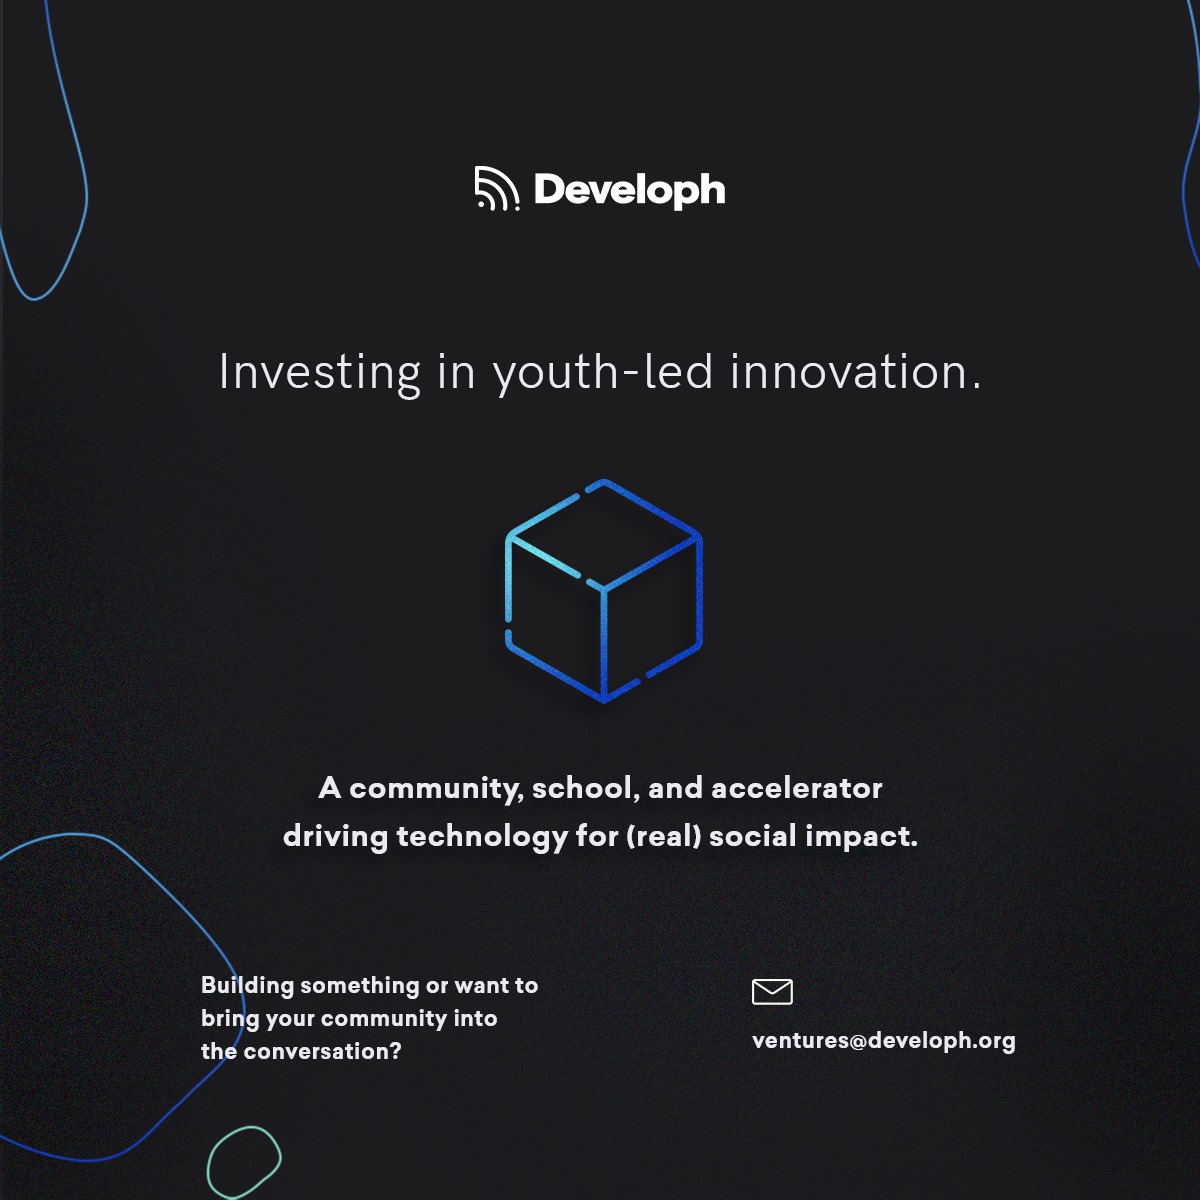 Developh
Investing in youth-led innovation.
A community, school, and accelerator
driving technology for (real) social impact.
Building something or want to
bring your community into
the conversation?
ventures@developh.org